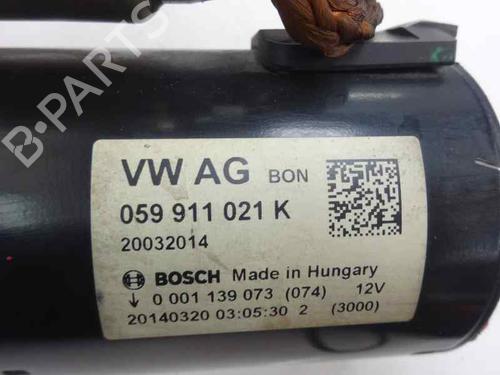 VW AG BON
059 911 021 K
20032014
BOSCH Made in Hungary
↓ 0 001 139 073 (074) 12V
20140320 03:05:30 2 (3000)